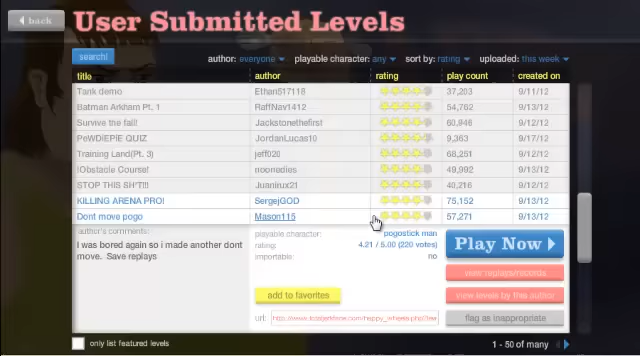 back
User Submitted Levels
search!
author: everyone playable character: any sort by: rating uploaded: this week
title author rating play count created on
Tank demo Ethan517118 37,203 9/11/12
Batman Arkham Pt. 1 RaffNav1412 54,762 9/13/12
Survive the fall! Jackstonethefirst 60,946 9/12/12
PeWDiEPiE QUIZ JordanLucas10 9,363 9/17/12
Training Land(Pt. 3) jeff020 68,251 9/12/12
!Obstacle Course! noonedies 49,992 9/13/12
STOP THIS SH*T!!! Juanirux21 40,216 9/12/12
KILLING ARENA PRO! SergejGOD 75,152 9/13/12
Dont move pogo Mason115 57,271 9/13/12
author's comments:
I was bored again so i made another dont
move. Save replays
playable character: pogostick man
rating: 4.21 / 5.00 (220 votes)
importable: no
Play Now
view replays/records
add to favorites
view levels by this author
url:
flag as inappropriate
only list featured levels
1 - 50 of many